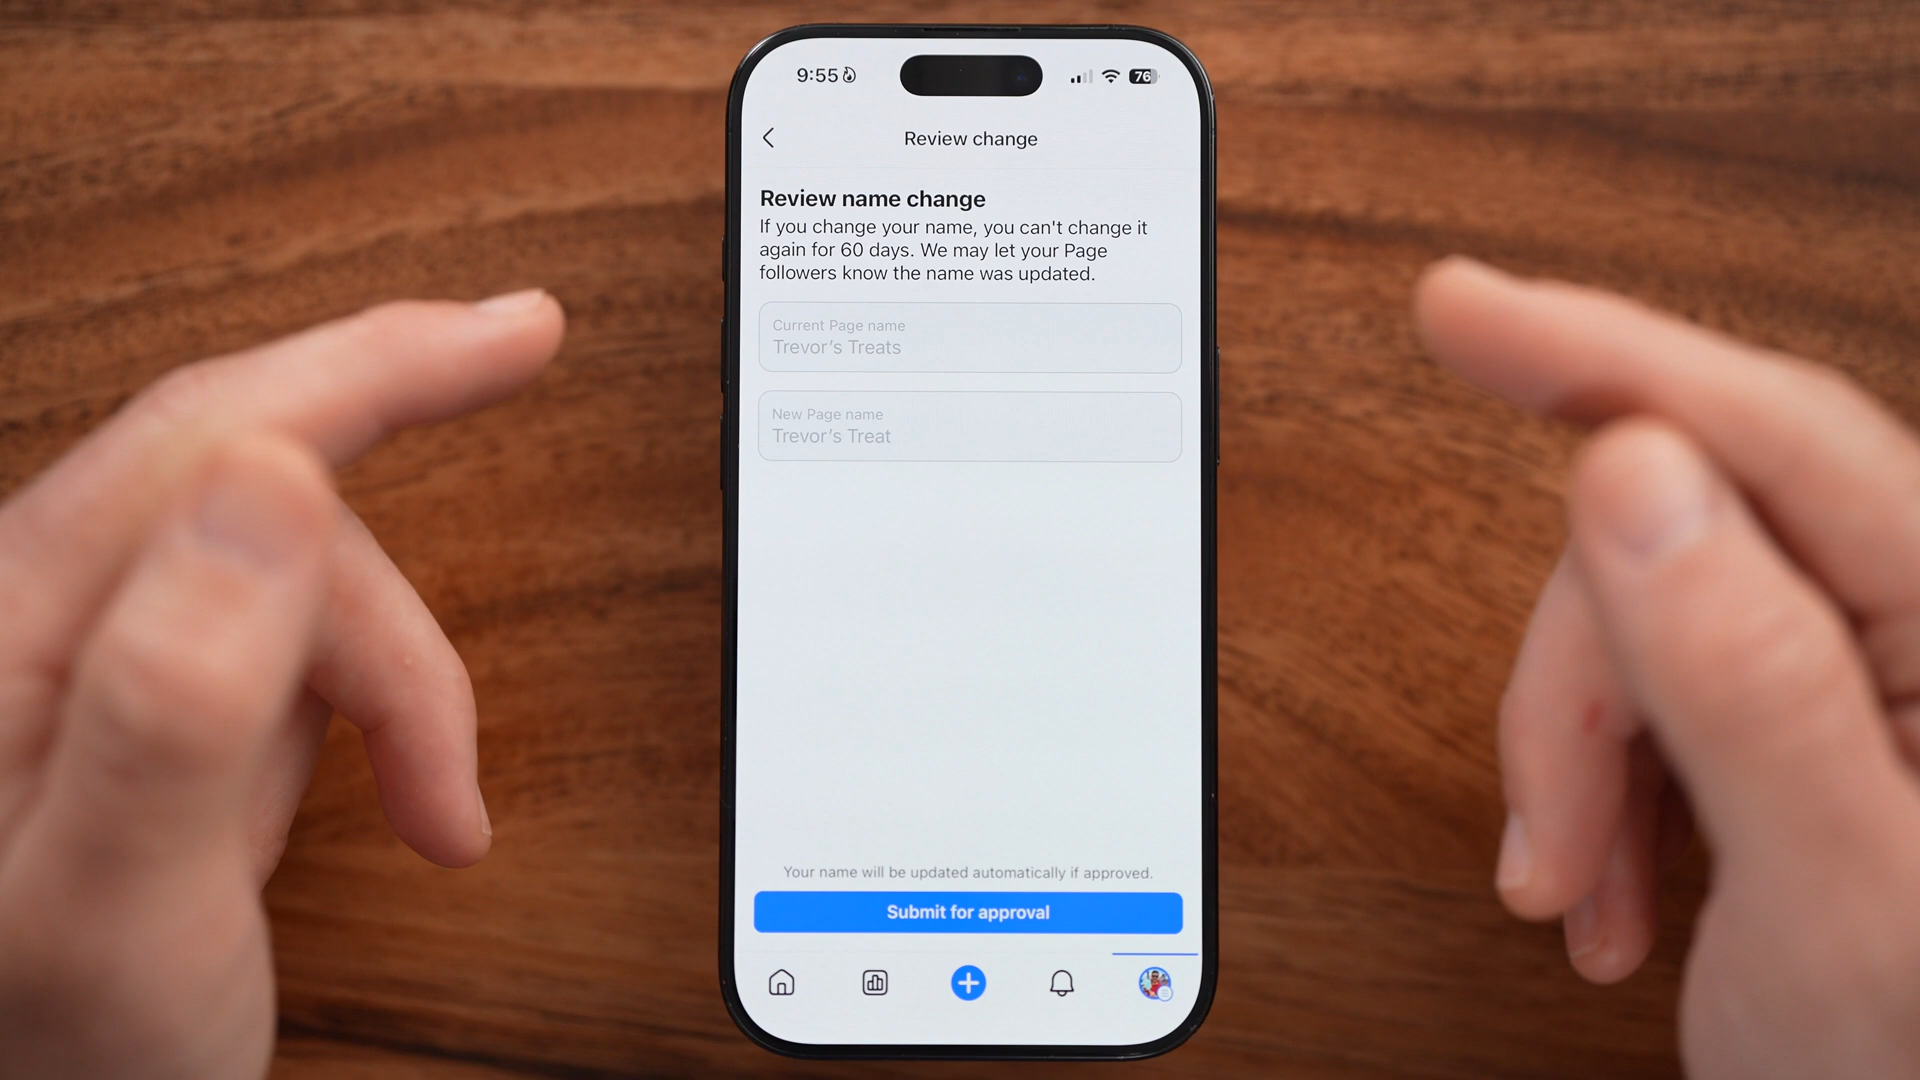 9:55
76
Review change
Review name change
If you change your name, you can't change it
again for 60 days. We may let your Page
followers know the name was updated.
Current Page name
Trevor’s Treats
New Page name
Trevor’s Treat
Your name will be updated automatically if approved.
Submit for approval